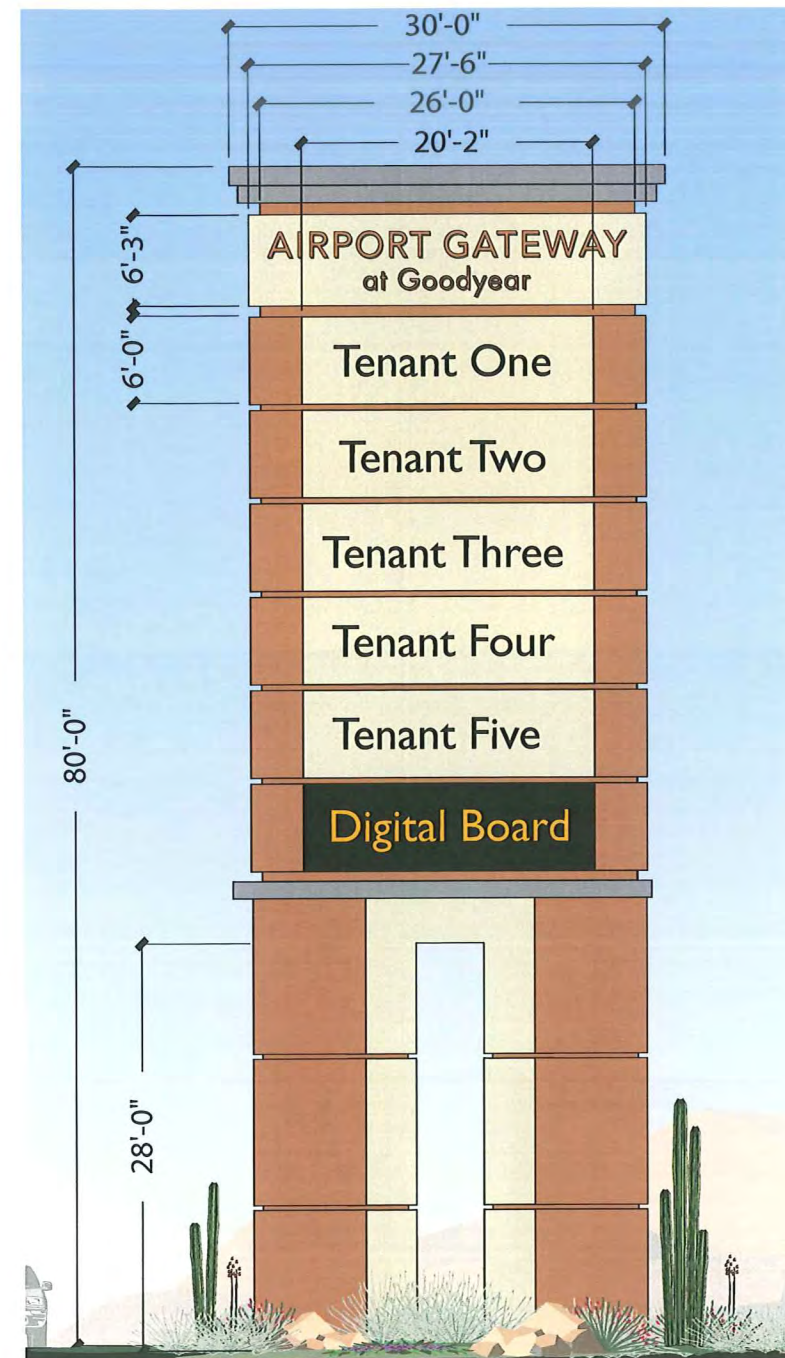 30'-0"
27'-6"
26'-0"
20'-2"
6'-3"
AIRPORT GATEWAY
at Goodyear
6'-0"
Tenant One
Tenant Two
Tenant Three
Tenant Four
Tenant Five
80'-0"
Digital Board
28'-0"